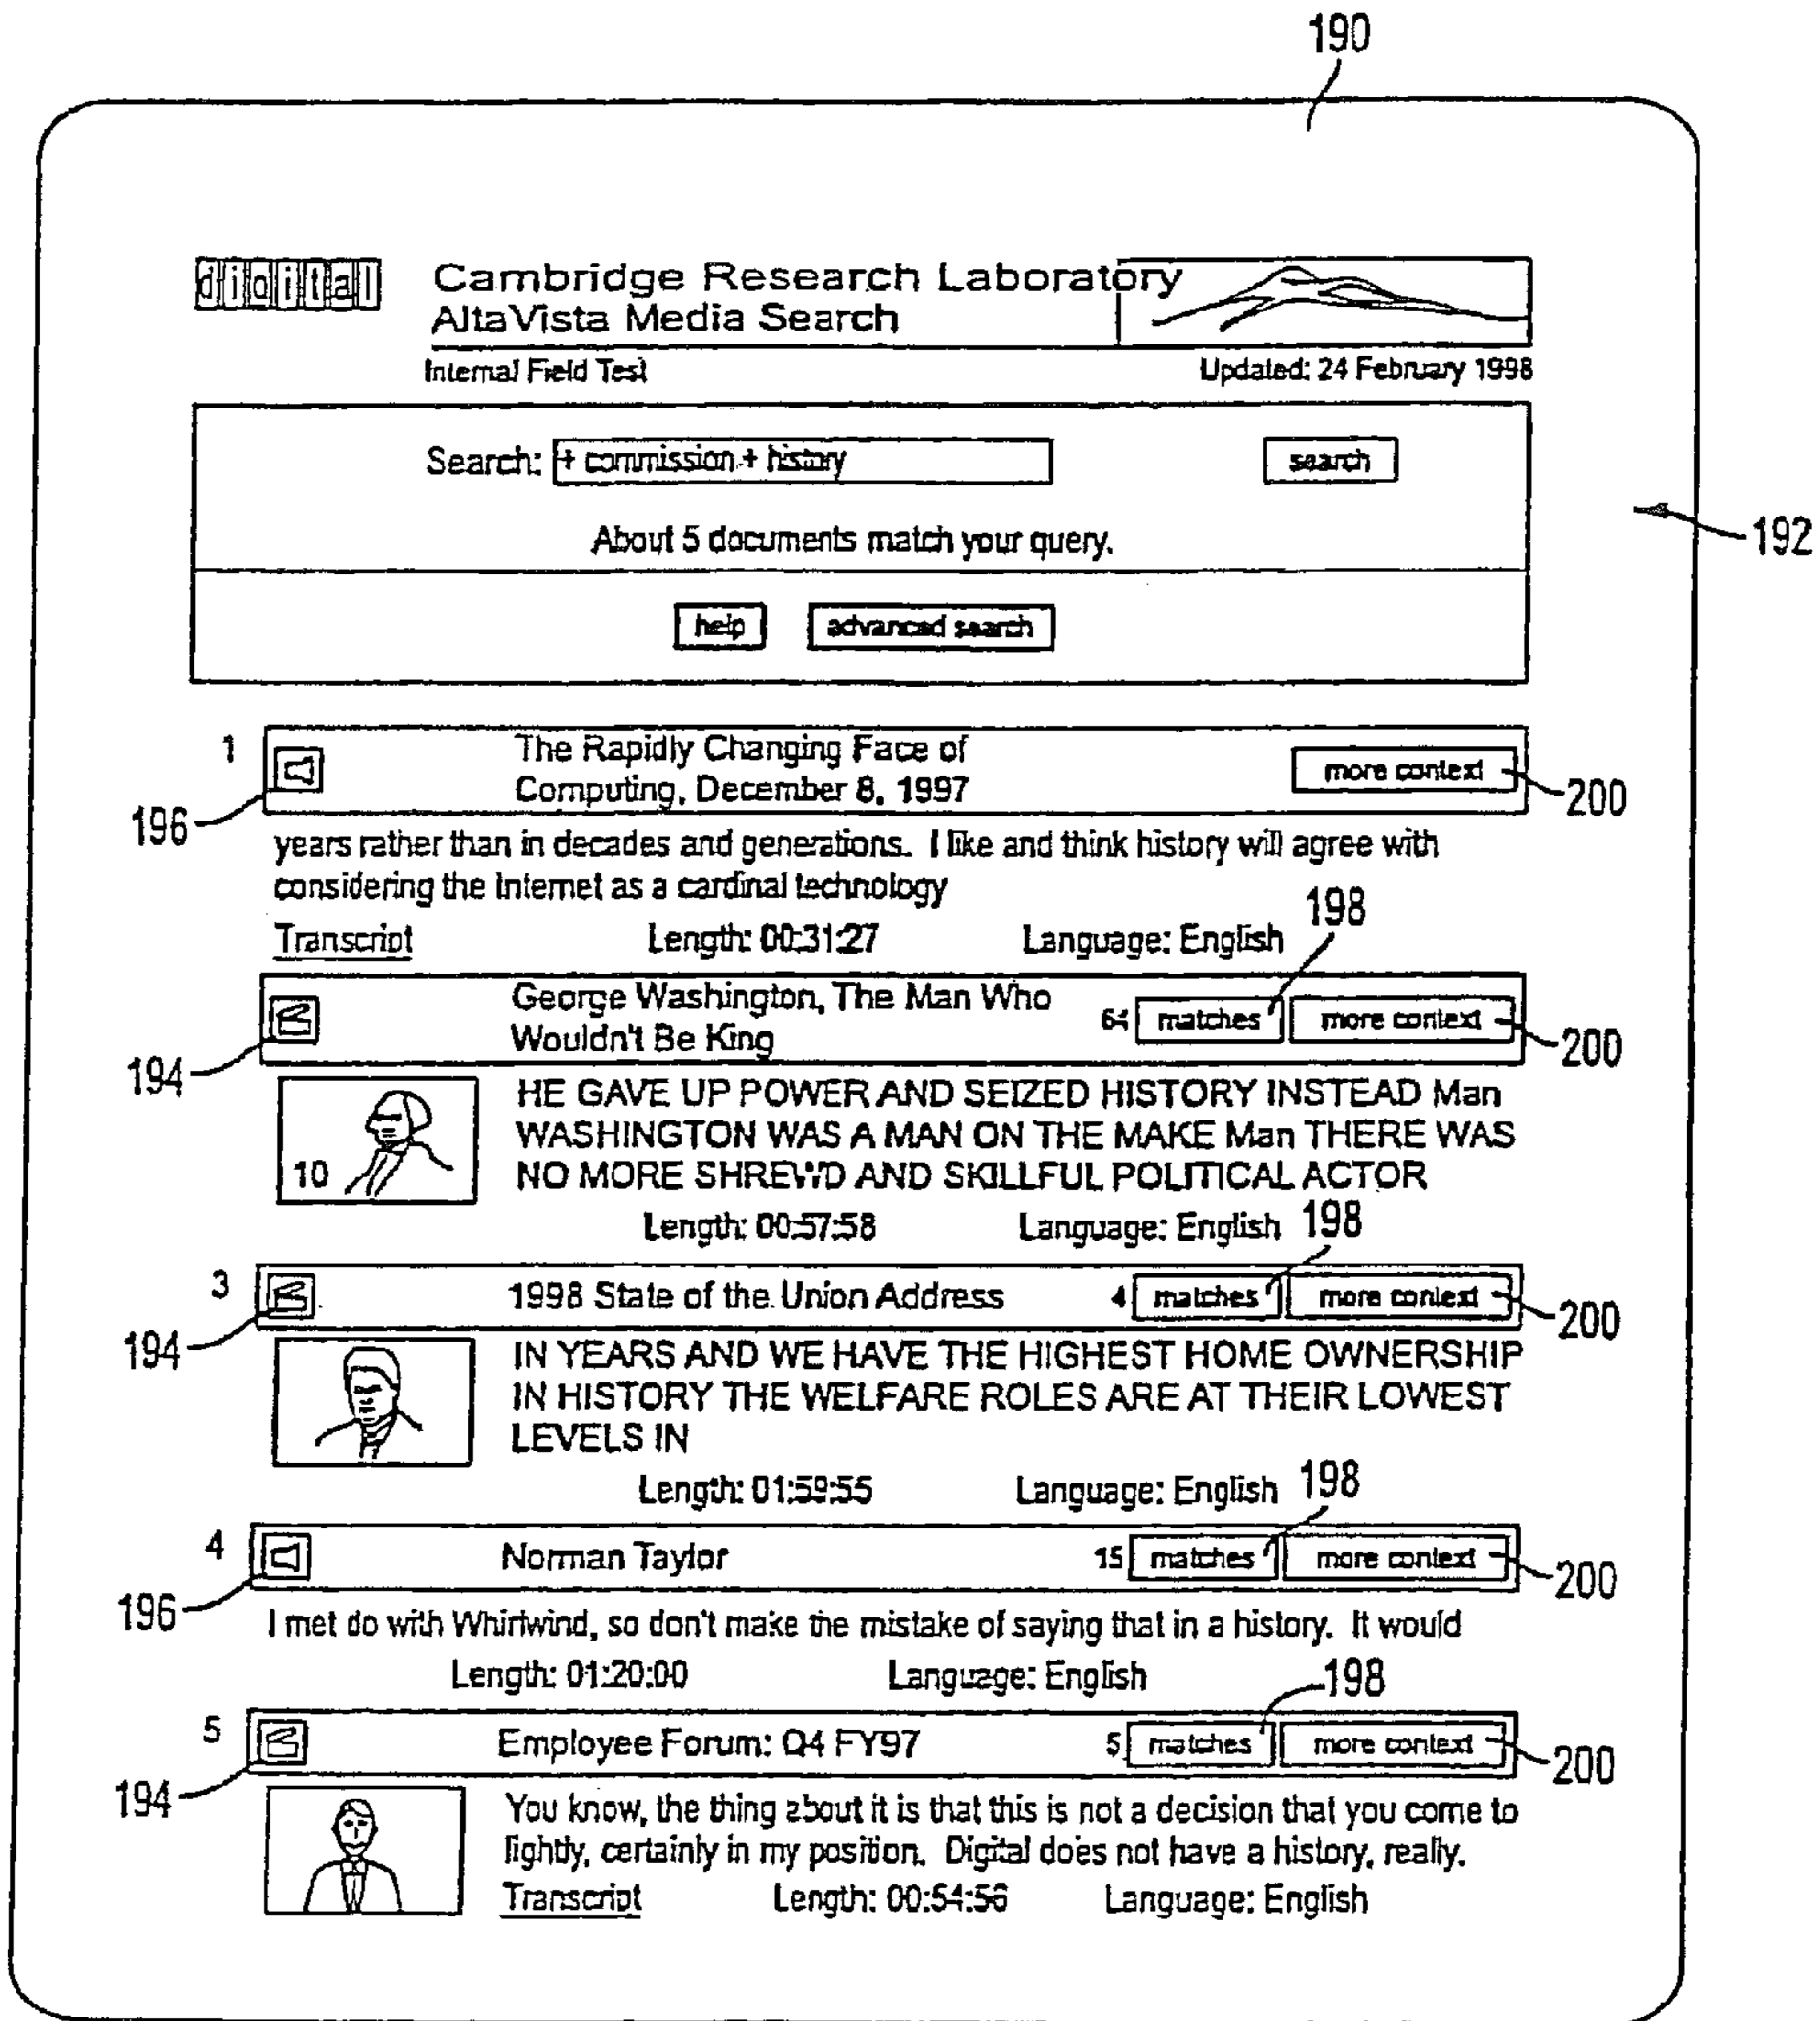 190
digital
Cambridge Research Laboratory
AltaVista Media Search
Internal Field Test
Updated: 24 February 1998
Search: + commission + history
search
192
About 5 documents match your query.
help
advanced search
1
The Rapidly Changing Face of
Computing, December 8, 1997
more context
200
196
years rather than in decades and generations. I like and think history will agree with
considering the Internet as a cardinal technology
198
Transcript Length: 00:31:27 Language: English
George Washington, The Man Who
Wouldn't Be King
64 matches more context
200
194
HE GAVE UP POWER AND SEIZED HISTORY INSTEAD Man
WASHINGTON WAS A MAN ON THE MAKE Man THERE WAS
NO MORE SHREWD AND SKILLFUL POLITICAL ACTOR
10
Length: 00:57:58 Language: English
198
3 1998 State of the Union Address 4 matches more context
200
194
IN YEARS AND WE HAVE THE HIGHEST HOME OWNERSHIP
IN HISTORY THE WELFARE ROLES ARE AT THEIR LOWEST
LEVELS IN
Length: 01:59:55 Language: English
198
4 Norman Taylor 15 matches more context
200
196
I met do with Whirlwind, so don't make the mistake of saying that in a history. It would
Length: 01:20:00 Language: English
198
5 Employee Forum: Q4 FY97 5 matches more context
200
194
You know, the thing about it is that this is not a decision that you come to
lightly, certainly in my position. Digital does not have a history, really.
Transcript Length: 00:54:56 Language: English